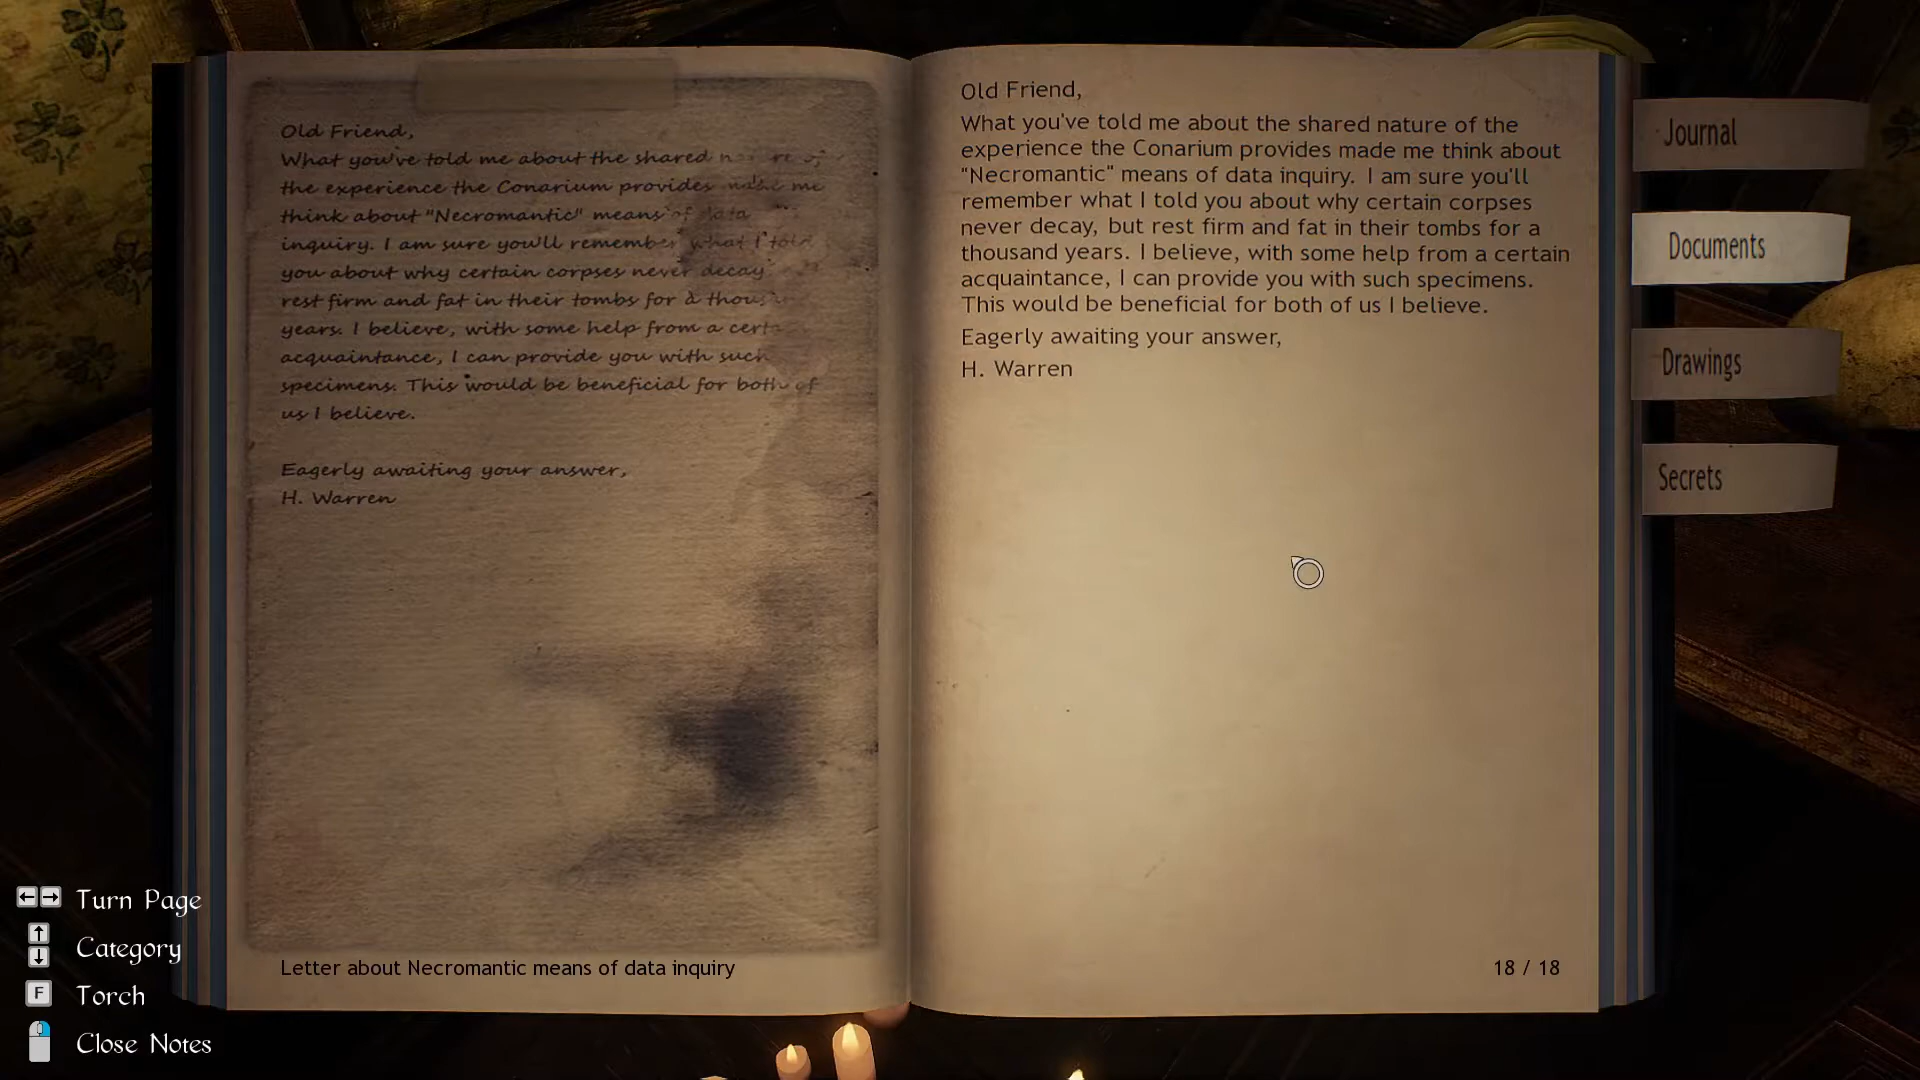 Old Friend,
What you've told me about the shared
the experience the Conarium provides made me
think about "Necromantic" means of data
inquiry. I am sure you'll remember what I told
you about why certain corpses never decay
rest firm and fat in their tombs for a
years. I believe, with some help from a
acquaintance, I can provide you with such
specimens. This would be beneficial for both of
us I believe.
Eagerly awaiting your answer,
H. Warren
Letter about Necromantic means of data inquiry
Old Friend,
What you've told me about the shared nature of the
experience the Conarium provides made me think about
"Necromantic" means of data inquiry. I am sure you'll
remember what I told you about why certain corpses
never decay, but rest firm and fat in their tombs for a
thousand years. I believe, with some help from a certain
acquaintance, I can provide you with such specimens.
This would be beneficial for both of us I believe.
Eagerly awaiting your answer,
H. Warren
18 / 18
Journal
Documents
Drawings
Secrets
Turn Page
Category
F Torch
Close Notes